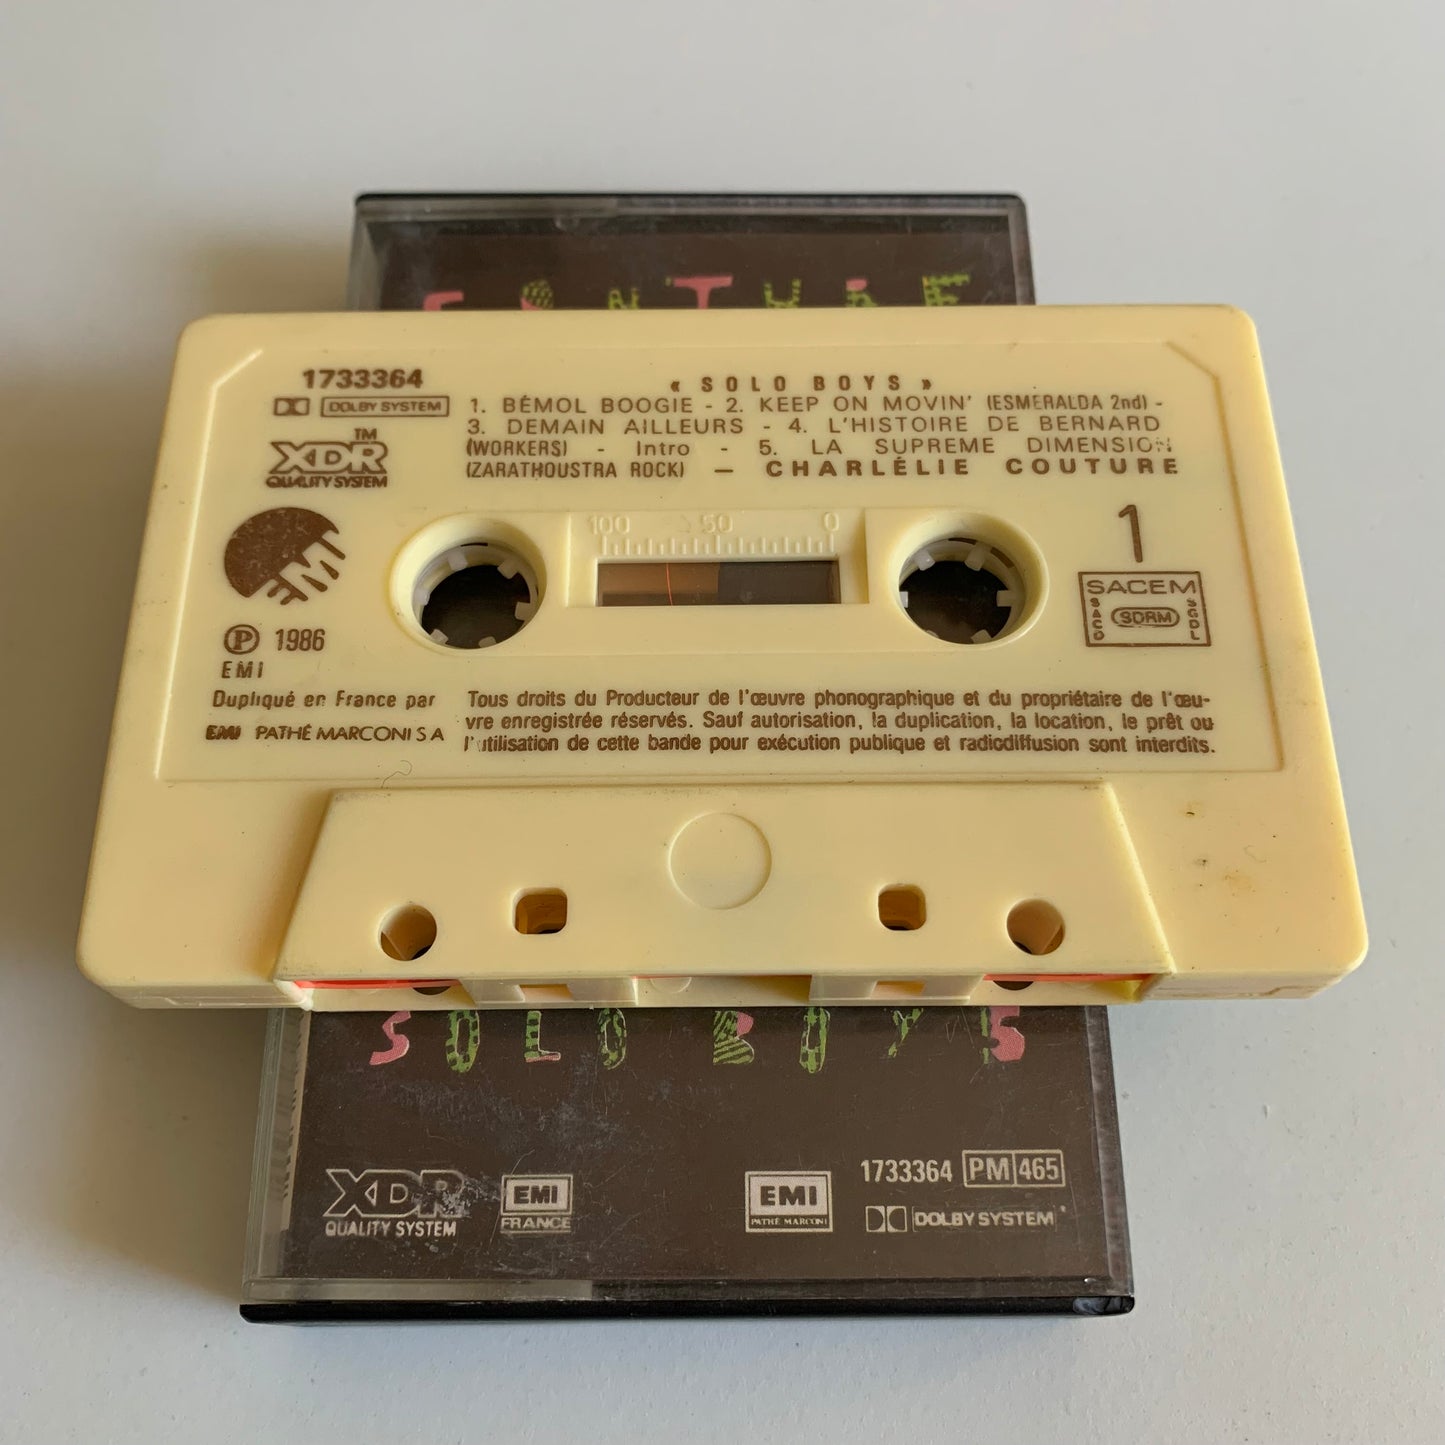 1733364
DOLBY SYSTEM
XDR™
QUALITY SYSTEM
« SOLO BOYS »
1. BÉMOL BOOGIE - 2. KEEP ON MOVIN' (ESMERALDA 2nd) -
3. DEMAIN AILLEURS - 4. L'HISTOIRE DE BERNARD
(WORKERS) - Intro - 5. LA SUPREME DIMENSION
(ZARATHOUSTRA ROCK) — CHARLÉLIE COUTURE
100 50 0
EMI
1
SACEM
SACD SDRM SGDL
Ⓟ 1986
EMI
Dupliqué en France par
EMI PATHÉ MARCONI S A
Tous droits du Producteur de l'œuvre phonographique et du propriétaire de l'œu-
vre enregistrée réservés. Sauf autorisation, la duplication, la location, le prêt ou
l'utilisation de cette bande pour exécution publique et radiodiffusion sont interdits.
SOLO BOYS
XDR
QUALITY SYSTEM
EMI
FRANCE
EMI
PATHÉ MARCONI
1733364 PM 465
DOLBY SYSTEM